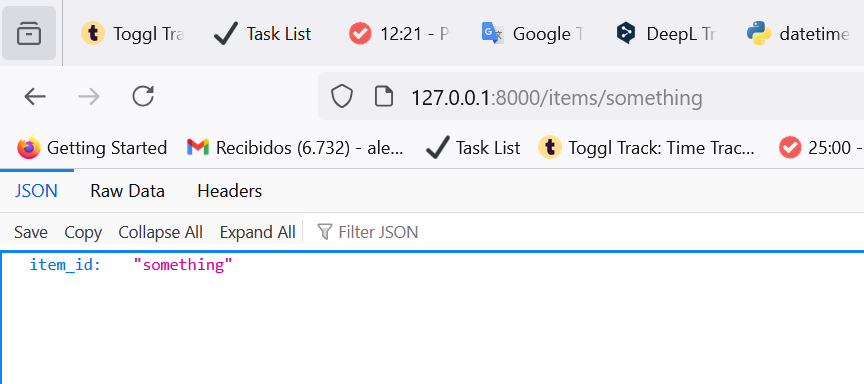 Toggl Tra Task List 12:21 - P Google T DeepL Tr datetime
127.0.0.1:8000/items/something
Getting Started Recibidos (6.732) - ale... Task List Toggl Track: Time Trac... 25:00 -
JSON Raw Data Headers
Save Copy Collapse All Expand All Filter JSON
item_id: "something"